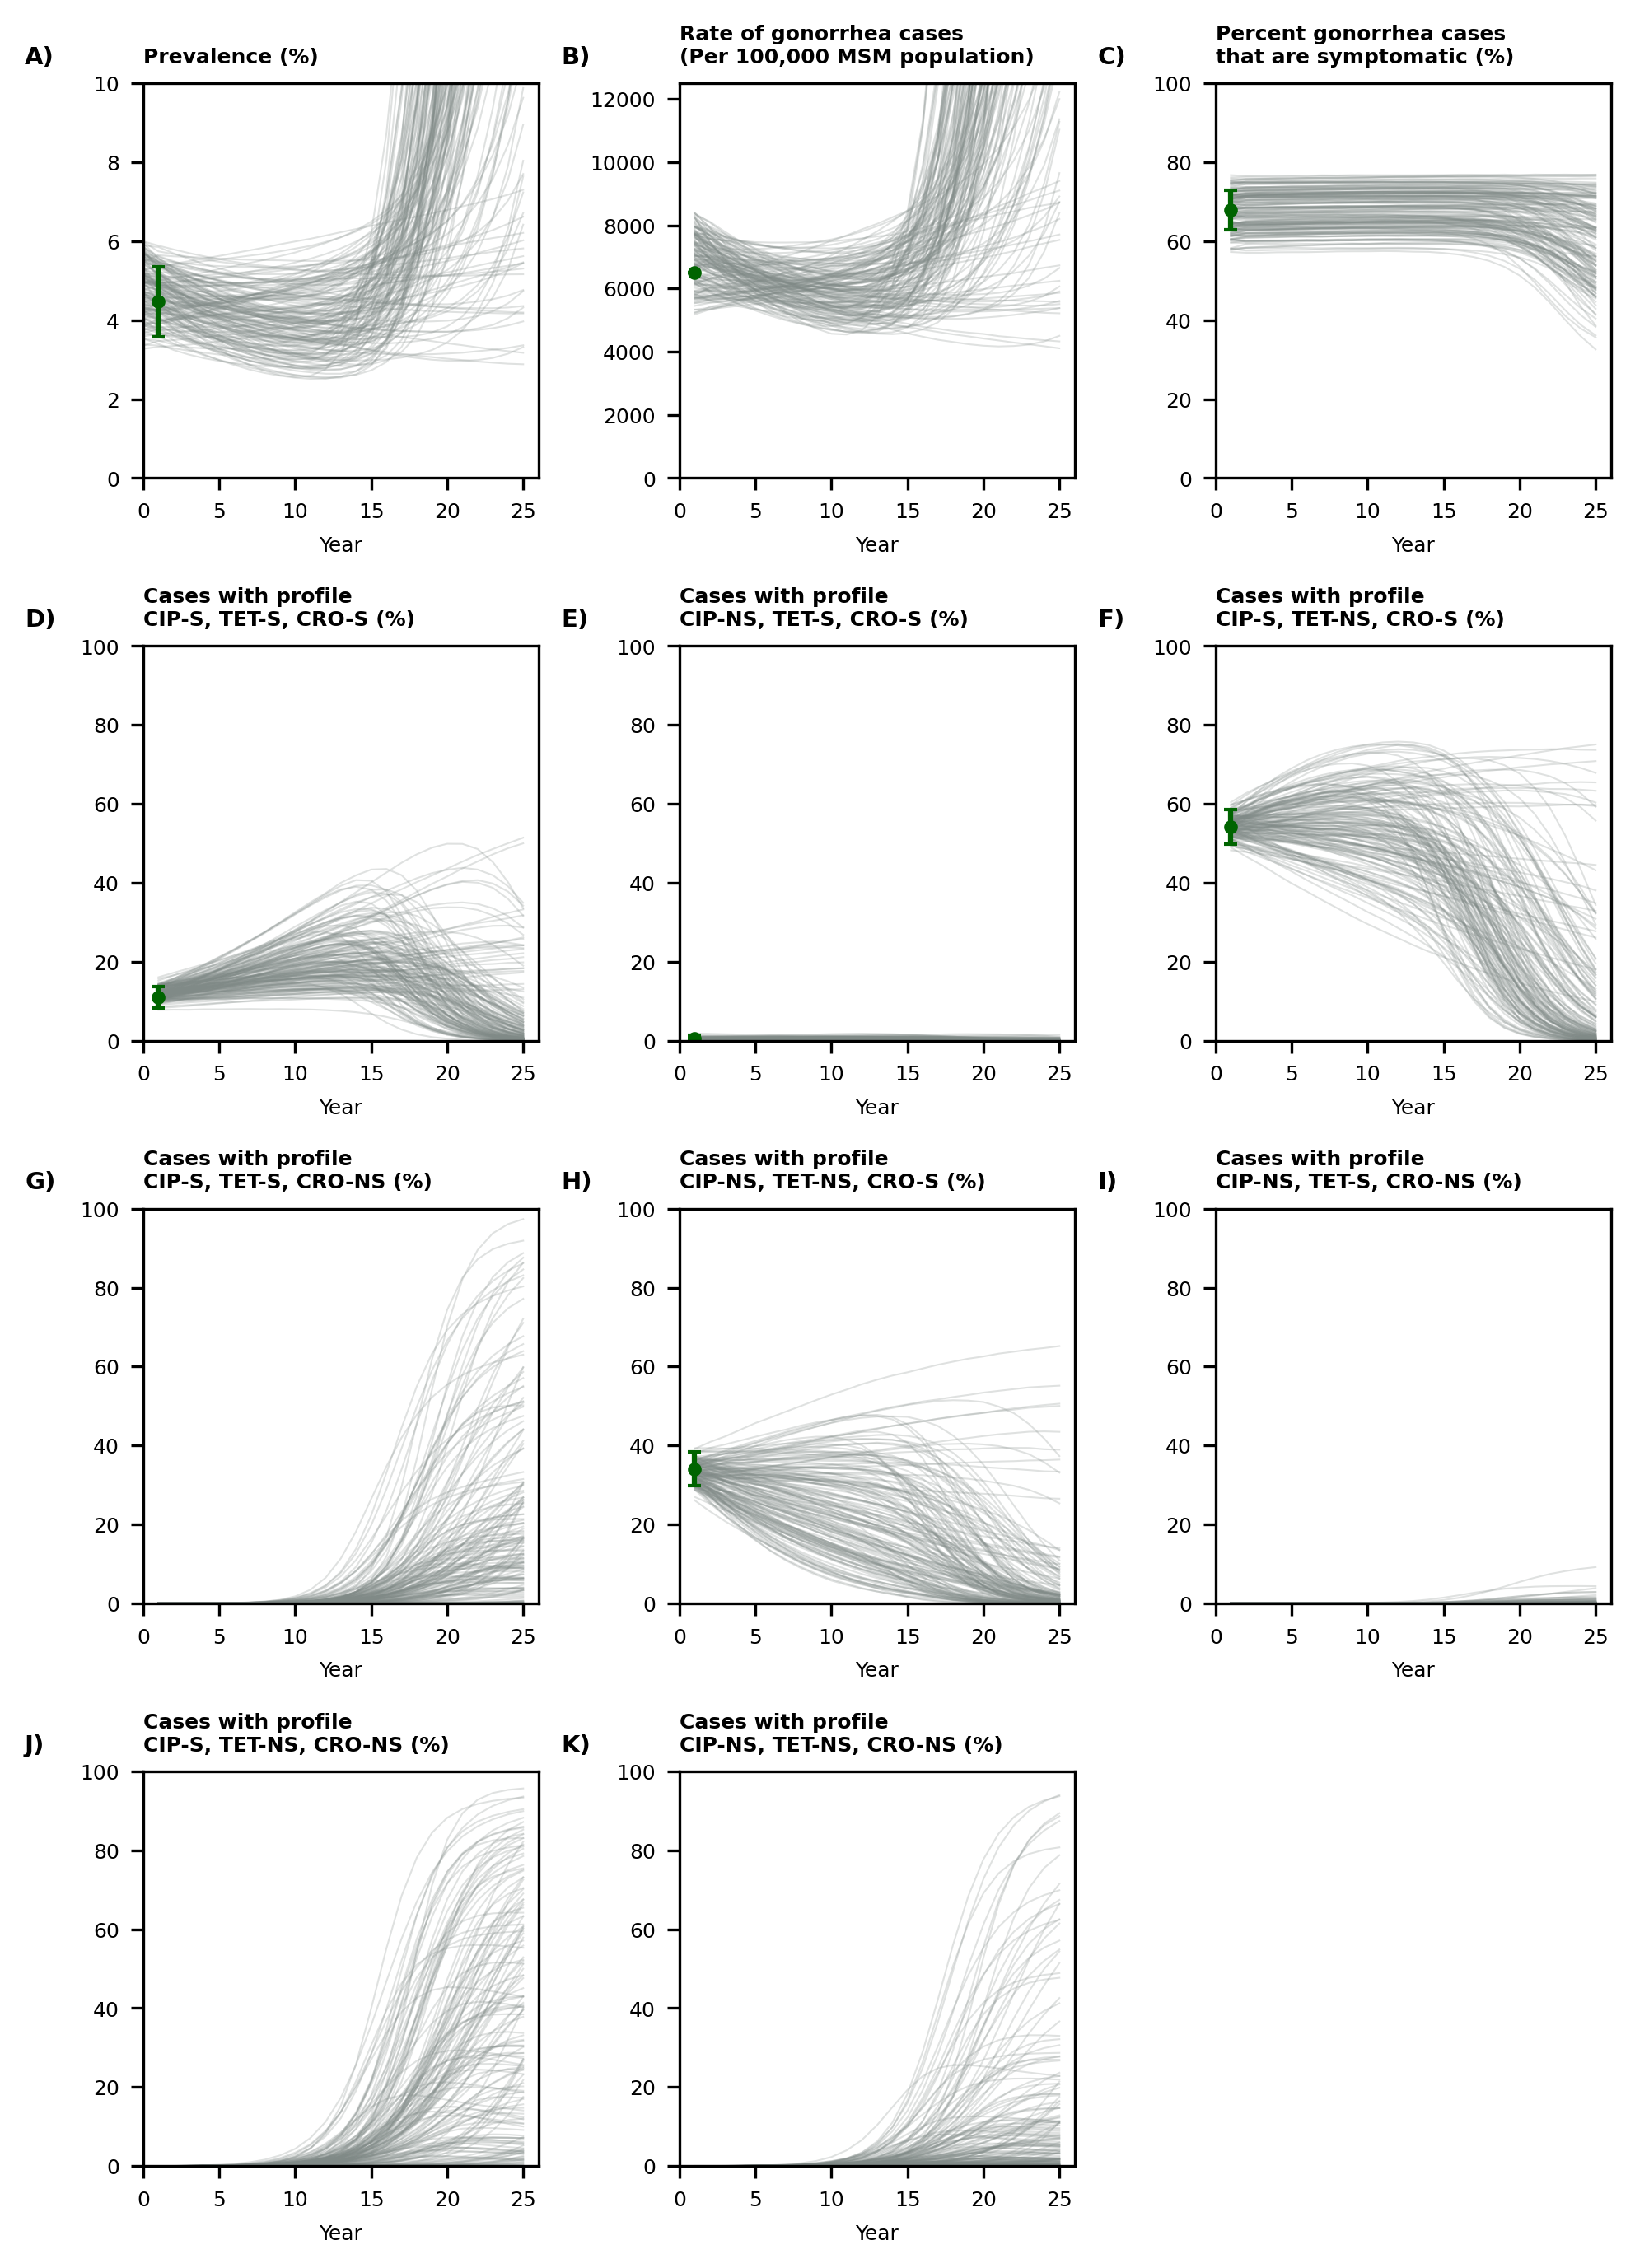 A)
Prevalence (%)
10
8
6
4
2
0
0 5 10 15 20 25
Year
B)
Rate of gonorrhea cases
(Per 100,000 MSM population)
12000
10000
8000
6000
4000
2000
0
0 5 10 15 20 25
Year
C)
Percent gonorrhea cases
that are symptomatic (%)
100
80
60
40
20
0
0 5 10 15 20 25
Year
D)
Cases with profile
CIP-S, TET-S, CRO-S (%)
100
80
60
40
20
0
0 5 10 15 20 25
Year
E)
Cases with profile
CIP-NS, TET-S, CRO-S (%)
100
80
60
40
20
0
0 5 10 15 20 25
Year
F)
Cases with profile
CIP-S, TET-NS, CRO-S (%)
100
80
60
40
20
0
0 5 10 15 20 25
Year
G)
Cases with profile
CIP-S, TET-S, CRO-NS (%)
100
80
60
40
20
0
0 5 10 15 20 25
Year
H)
Cases with profile
CIP-NS, TET-NS, CRO-S (%)
100
80
60
40
20
0
0 5 10 15 20 25
Year
I)
Cases with profile
CIP-NS, TET-S, CRO-NS (%)
100
80
60
40
20
0
0 5 10 15 20 25
Year
J)
Cases with profile
CIP-S, TET-NS, CRO-NS (%)
100
80
60
40
20
0
0 5 10 15 20 25
Year
K)
Cases with profile
CIP-NS, TET-NS, CRO-NS (%)
100
80
60
40
20
0
0 5 10 15 20 25
Year